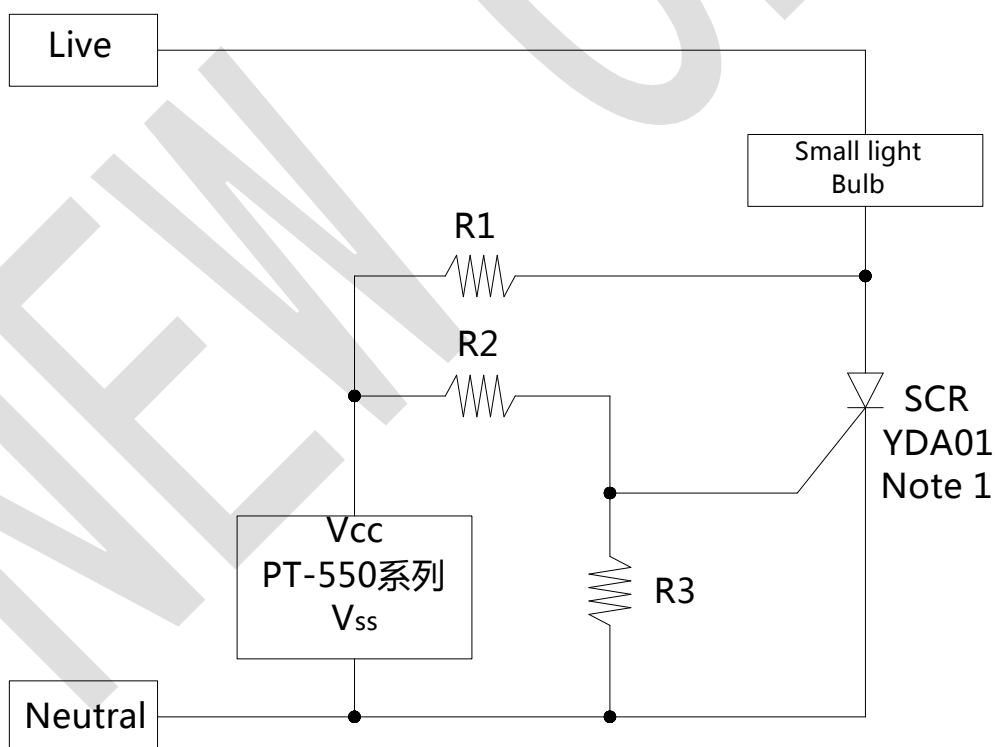 Live
Small light
Bulb
R1
R2
SCR
YDA01
Note 1
Vcc
PT-550系列
Vss
R3
Neutral
NEW